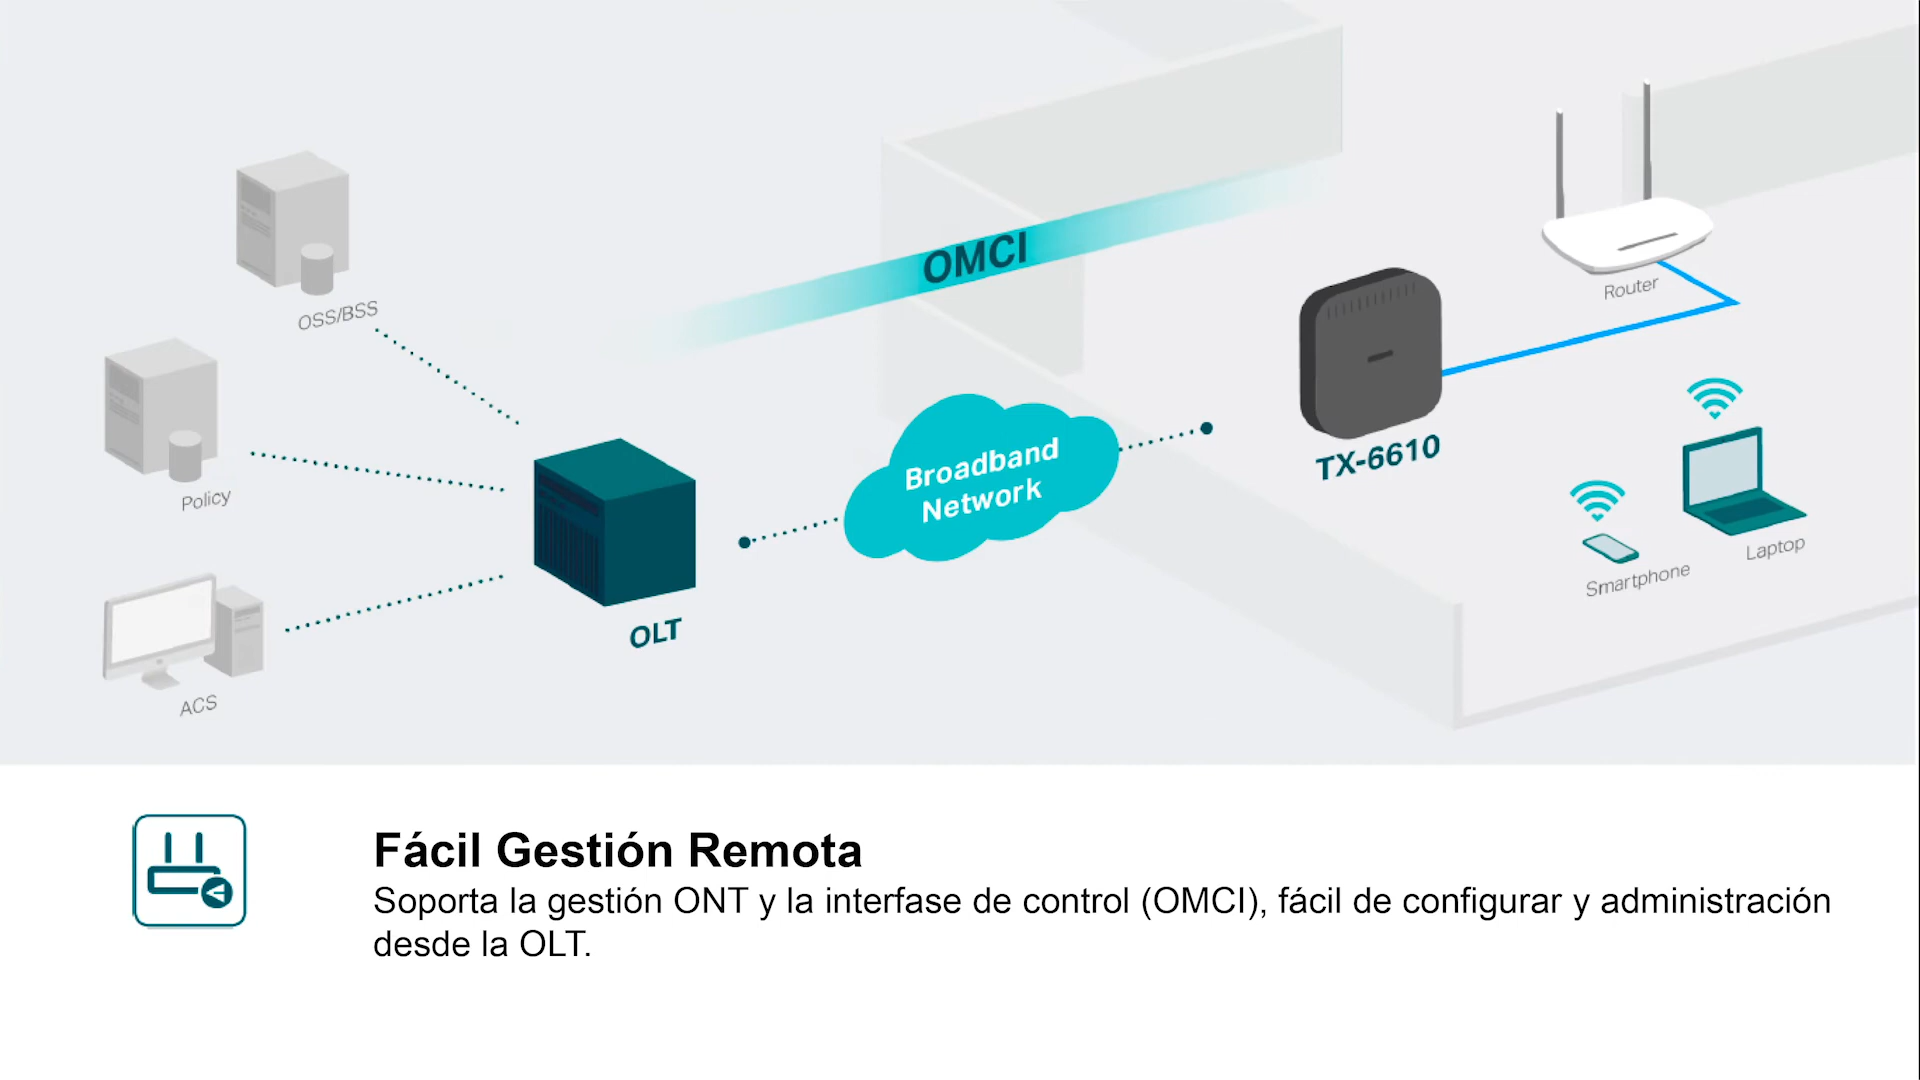 OMCI
OSS/BSS
Router
Policy
Broadband
Network
TX-6610
OLT
Laptop
Smartphone
ACS
Fácil Gestión Remota
Soporta la gestión ONT y la interfase de control (OMCI), fácil de configurar y administración
desde la OLT.